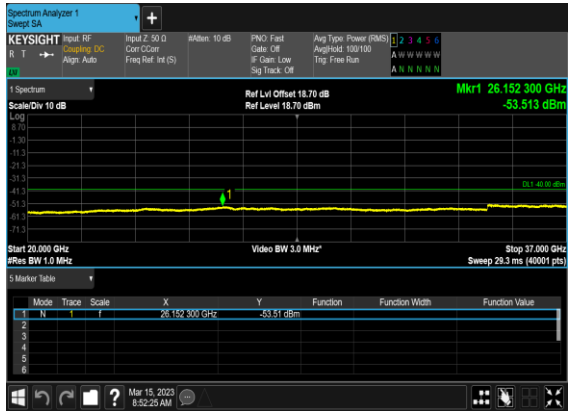 Spectrum Analyzer 1
Swept SA
+
KEYSIGHT Input: RF Input Z: 50 Ω #Atten: 10 dB PNO: Fast Avg Type: Power (RMS) 1 2 3 4 5 6
R T Coupling: DC Corr CCorr Gate: Off Avg|Hold: 100/100 A W W W W W
Align: Auto Freq Ref: Int (S) IF Gain: Low Trig: Free Run
LU Sig Track: Off A N N N N N
1 Spectrum Ref Lvl Offset 18.70 dB Mkr1 26.152 300 GHz
Scale/Div 10 dB Ref Level 18.70 dBm -53.513 dBm
Log
8.70
-1.30
-11.3
-21.3
-31.3
DL1 -40.00 dBm
-41.3
1
-51.3
-61.3
-71.3
Start 20.000 GHz Video BW 3.0 MHz* Stop 37.000 GHz
#Res BW 1.0 MHz Sweep 29.3 ms (40001 pts)
5 Marker Table
Mode Trace Scale X Y Function Function Width Function Value
1 N 1 f 26.152 300 GHz -53.51 dBm
2
3
4
5
6
? Mar 15, 2023
8:52:25 AM